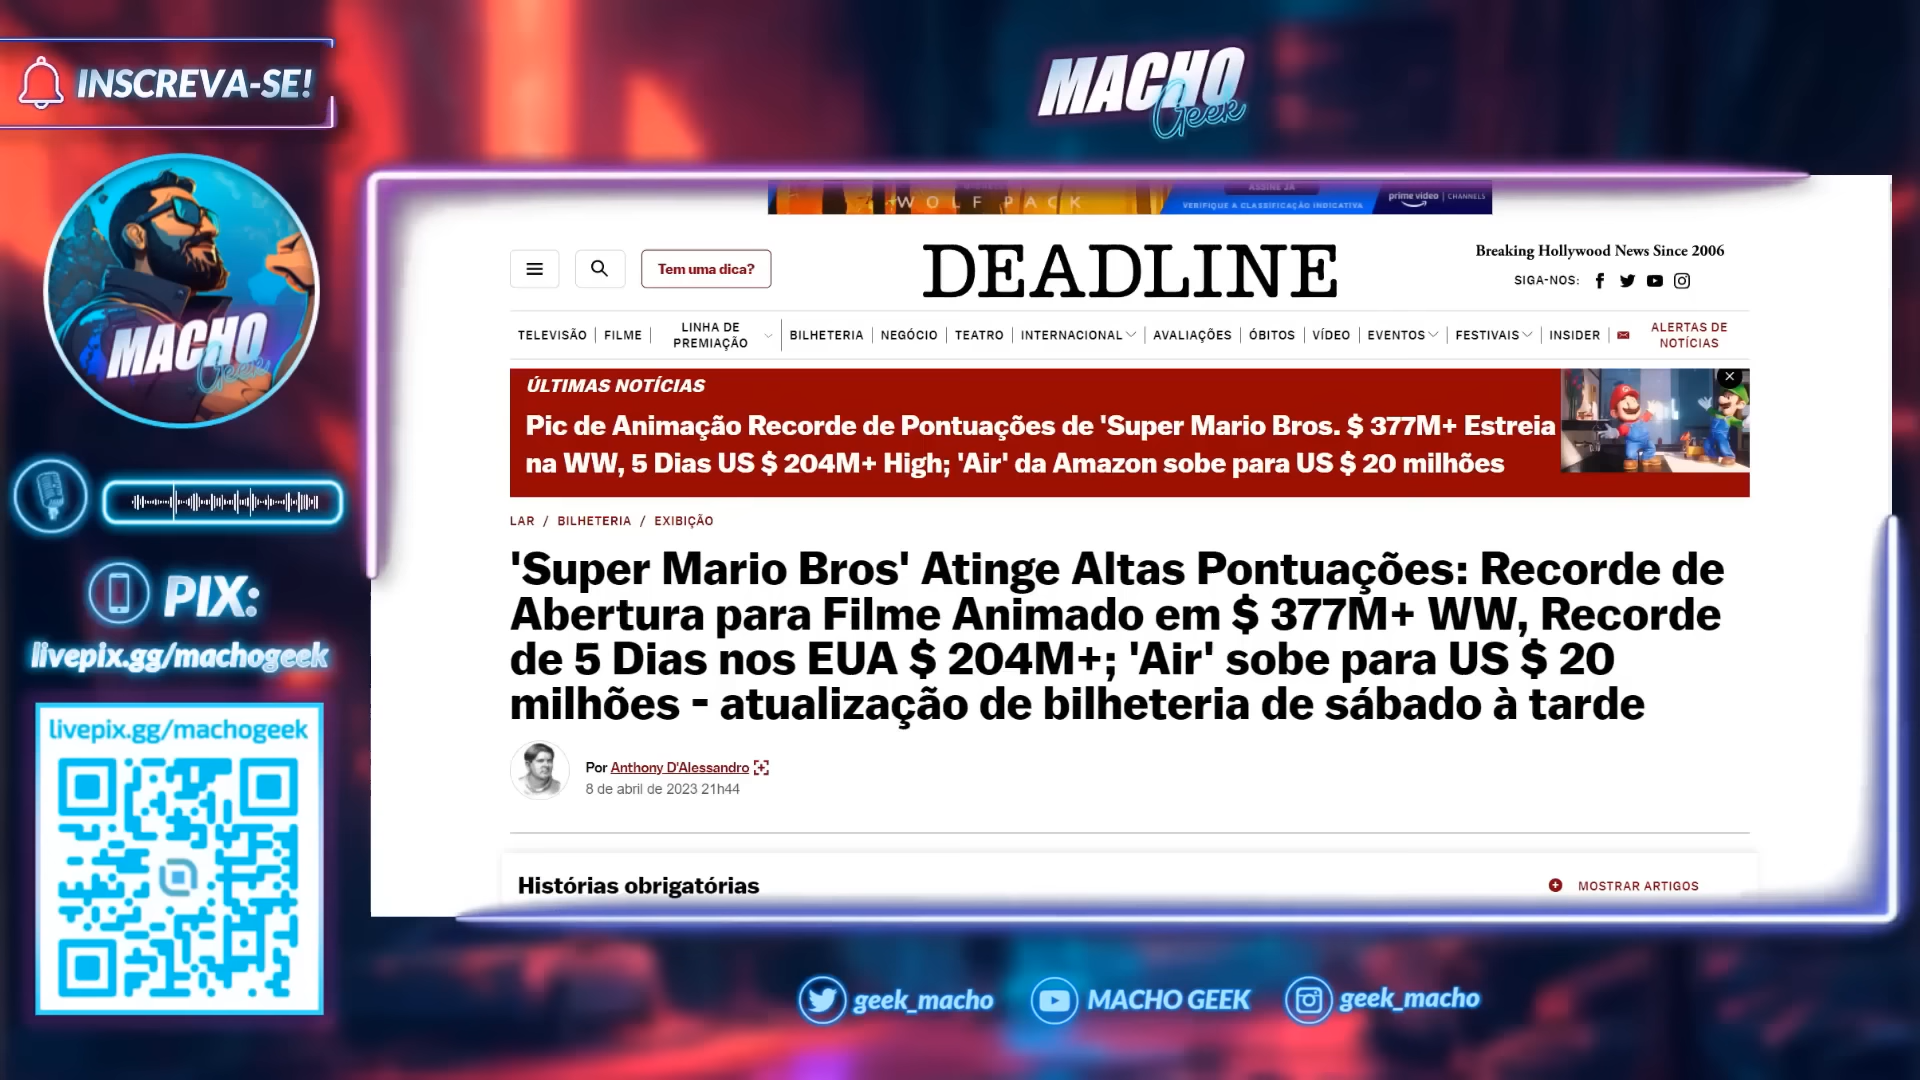 INSCREVA-SE!
MACHO
Geek
MACHO
Geek
PIX:
livepix.gg/machogeek
livepix.gg/machogeek
WOLF PACK
ASSINE JÁ
VERIFIQUE A CLASSIFICAÇÃO INDICATIVA
prime video | CHANNELS
Tem uma dica?
DEADLINE
Breaking Hollywood News Since 2006
SIGA-NOS:
TELEVISÃO | FILME | LINHA DE PREMIAÇÃO | BILHETERIA | NEGÓCIO | TEATRO | INTERNACIONAL | AVALIAÇÕES | ÓBITOS | VÍDEO | EVENTOS | FESTIVAIS | INSIDER | ALERTAS DE NOTÍCIAS
ÚLTIMAS NOTÍCIAS
Pic de Animação Recorde de Pontuações de 'Super Mario Bros. $ 377M+ Estreia
na WW, 5 Dias US $ 204M+ High; 'Air' da Amazon sobe para US $ 20 milhões
LAR / BILHETERIA / EXIBIÇÃO
'Super Mario Bros' Atinge Altas Pontuações: Recorde de
Abertura para Filme Animado em $ 377M+ WW, Recorde
de 5 Dias nos EUA $ 204M+; 'Air' sobe para US $ 20
milhões - atualização de bilheteria de sábado à tarde
Por Anthony D'Alessandro
8 de abril de 2023 21h44
Histórias obrigatórias
MOSTRAR ARTIGOS
geek_macho
MACHO GEEK
geek_macho